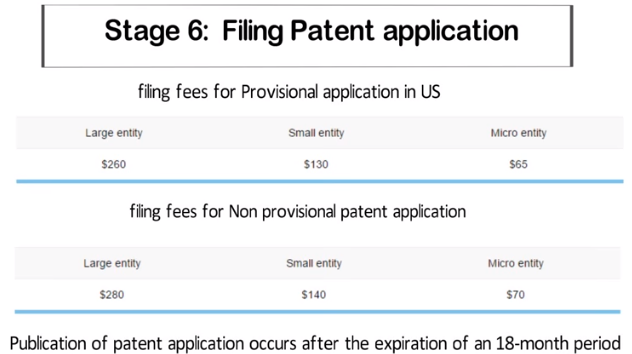 Stage 6: Filing Patent application
filing fees for Provisional application in US
Large entity Small entity Micro entity
$260 $130 $65
filing fees for Non provisional patent application
Large entity Small entity Micro entity
$280 $140 $70
Publication of patent application occurs after the expiration of an 18-month period